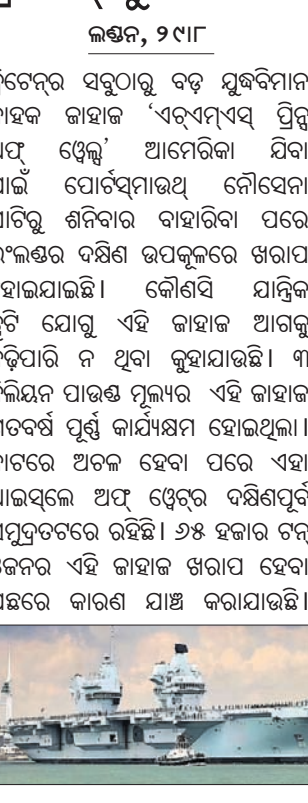 ଲଣ୍ଡନ, ୨୯।୮
ବ୍ରିଟେନ୍‌ର ସବୁଠାରୁ ବଡ଼ ଯୁଦ୍ଧବିମାନ
ବାହକ ଜାହାଜ ‘ଏଚ୍‌ଏମ୍‌ଏସ୍ ପ୍ରିନ୍ସ
ଅଫ୍ ୱେଲ୍ସ’ ଆମେରିକା ଯିବା
ପାଇଁ ପୋର୍ଟସ୍‌ମାଉଥ୍ ନୌସେନା
ଘାଟିରୁ ଶନିବାର ବାହାରିବା ପରେ
ଇଂଲଣ୍ଡର ଦକ୍ଷିଣ ଉପକୂଳରେ ଖରାପ
ହୋଇଯାଇଛି। କୌଣସି ଯାନ୍ତ୍ରିକ
ତ୍ରୁଟି ଯୋଗୁ ଏହି ଜାହାଜ ଆଗକୁ
ବଢ଼ିପାରି ନ ଥିବା କୁହାଯାଉଛି। ୩
ବିଲିୟନ ପାଉଣ୍ଡ ମୂଲ୍ୟର ଏହି ଜାହାଜ
ଗତବର୍ଷ ପୂର୍ଣ୍ଣ କାର୍ଯ୍ୟକ୍ଷମ ହୋଇଥିଲା।
ବାଟରେ ଅଚଳ ହେବା ପରେ ଏହା
ଆଇସ୍‌ଲେ ଅଫ୍ ୱେଟ୍‌ର ଦକ୍ଷିଣପୂର୍ବ
ସମୁଦ୍ରତଟରେ ରହିଛି। ୬୫ ହଜାର ଟନ୍
ଓଜନର ଏହି ଜାହାଜ ଖରାପ ହେବା
ପଛରେ କାରଣ ଯାଞ୍ଚ କରାଯାଉଛି।